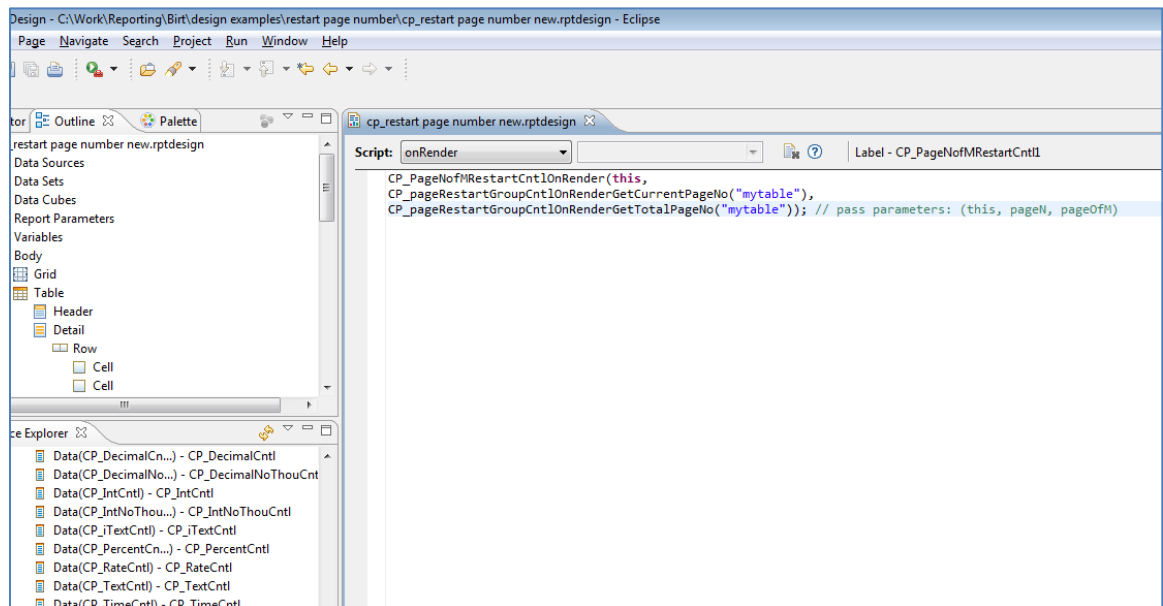 Design - C:\Work\Reporting\Birt\design examples\restart page number\cp_restart page number new.rptdesign - Eclipse
Page Navigate Search Project Run Window Help
tor Outline Palette
restart page number new.rptdesign
Data Sources
Data Sets
Data Cubes
Report Parameters
Variables
Body
Grid
Table
Header
Detail
Row
Cell
Cell
ce Explorer
Data(CP_DecimalCn...) - CP_DecimalCntl
Data(CP_DecimalNo...) - CP_DecimalNoThouCnt
Data(CP_IntCntl) - CP_IntCntl
Data(CP_IntNoThou...) - CP_IntNoThouCntl
Data(CP_iTextCntl) - CP_iTextCntl
Data(CP_PercentCn...) - CP_PercentCntl
Data(CP_RateCntl) - CP_RateCntl
Data(CP_TextCntl) - CP_TextCntl
Data(CP_TimeCntl) - CP_TimeCntl
cp_restart page number new.rptdesign
Script: onRender Label - CP_PageNofMRestartCntl1
CP_PageNofMRestartCntlOnRender(this,
CP_pageRestartGroupCntlOnRenderGetCurrentPageNo("mytable"),
CP_pageRestartGroupCntlOnRenderGetTotalPageNo("mytable")); // pass parameters: (this, pageN, pageOfM)